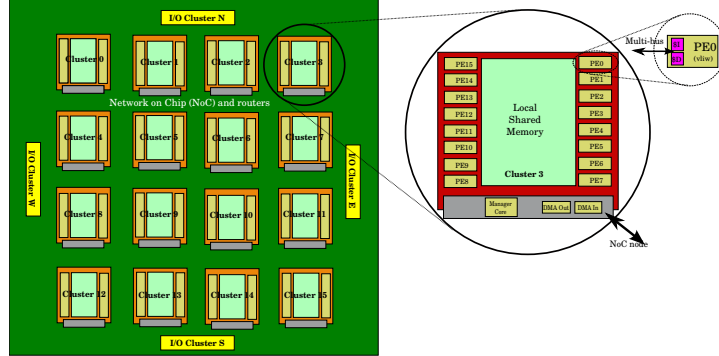 I/O Cluster N
Cluster 0
Cluster 1
Cluster 2
Cluster 3
Network on Chip (NoC) and routers
Cluster 4
Cluster 5
Cluster 6
Cluster 7
I/O Cluster W
I/O Cluster E
Cluster 8
Cluster 9
Cluster 10
Cluster 11
Cluster 12
Cluster 13
Cluster 14
Cluster 15
I/O Cluster S
PE15
PE14
PE13
PE12
PE11
PE10
PE9
PE8
Local
Shared
Memory
Cluster 3
PE0
PE1
PE2
PE3
PE4
PE5
PE6
PE7
Manager
Core
DMA Out
DMA In
NoC node
Multi-bus
$I
$D
PE0
(vliw)